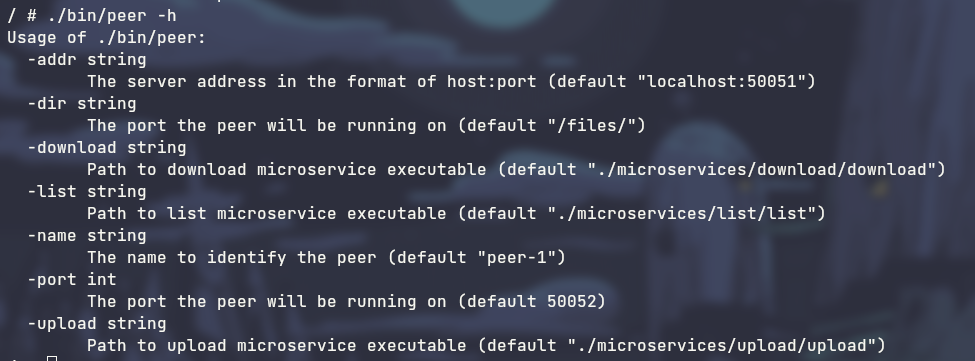 / # ./bin/peer -h
Usage of ./bin/peer:
  -addr string
        The server address in the format of host:port (default "localhost:50051")
  -dir string
        The port the peer will be running on (default "/files/")
  -download string
        Path to download microservice executable (default "./microservices/download/download")
  -list string
        Path to list microservice executable (default "./microservices/list/list")
  -name string
        The name to identify the peer (default "peer-1")
  -port int
        The port the peer will be running on (default 50052)
  -upload string
        Path to upload microservice executable (default "./microservices/upload/upload")